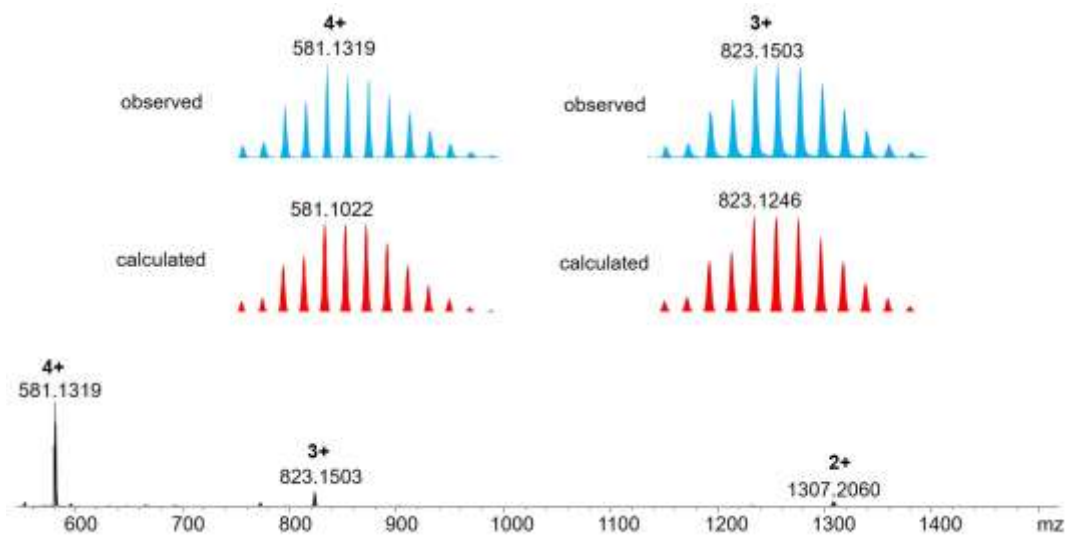 4+
581.1319
observed
3+
823.1503
observed
581.1022
calculated
823.1246
calculated
4+
581.1319
3+
823.1503
2+
1307.2060
600 700 800 900 1000 1100 1200 1300 1400 mz